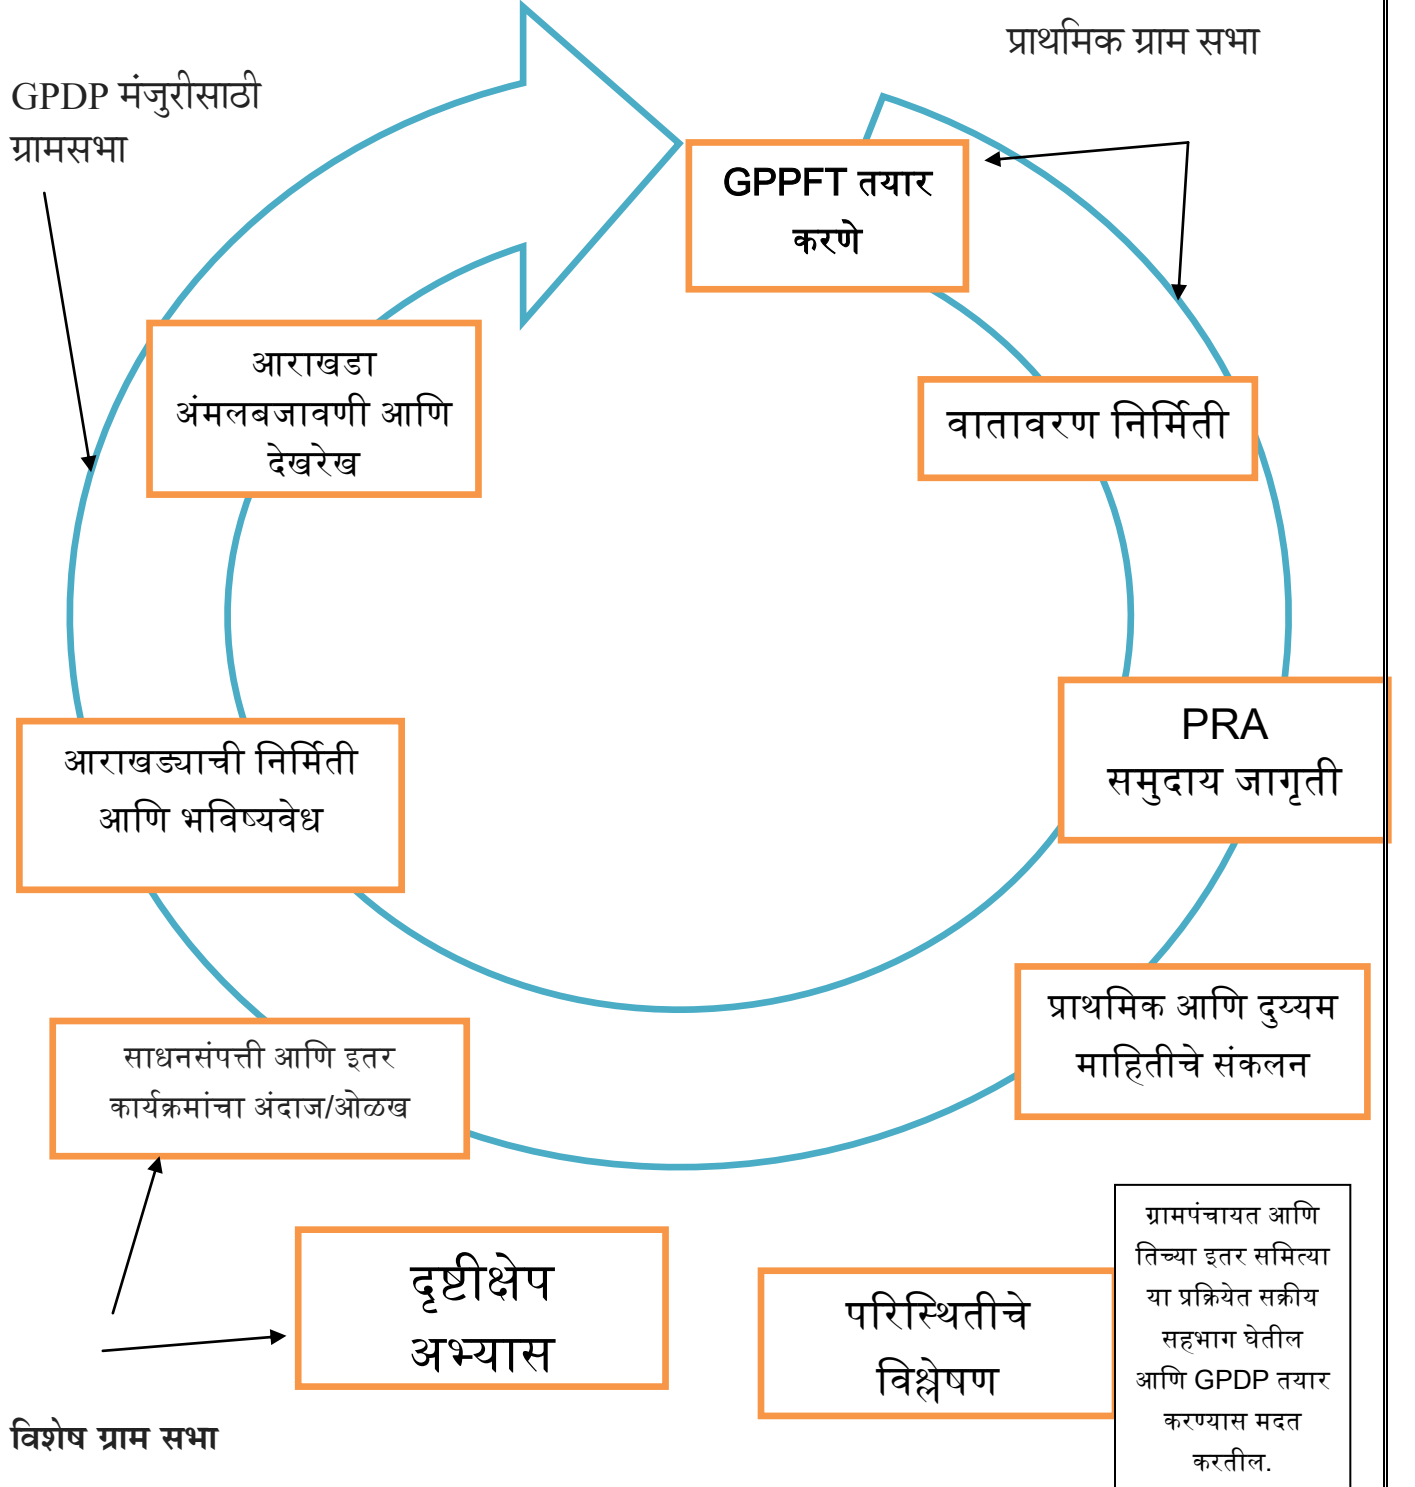 प्राथमिक ग्राम सभा
GPDP मंजुरीसाठी
ग्रामसभा
GPPFT तयार
करणे
आराखडा
अंमलबजावणी आणि
देखरेख
वातावरण निर्मिती
PRA
समुदाय जागृती
आराखड्याची निर्मिती
आणि भविष्यवेध
प्राथमिक आणि दुय्यम
माहितीचे संकलन
साधनसंपत्ती आणि इतर
कार्यक्रमांचा अंदाज/ओळख
दृष्टीक्षेप
अभ्यास
परिस्थितीचे
विश्लेषण
ग्रामपंचायत आणि
तिच्या इतर समित्या
या प्रक्रियेत सक्रीय
सहभाग घेतील
आणि GPDP तयार
करण्यास मदत
करतील.
विशेष ग्राम सभा